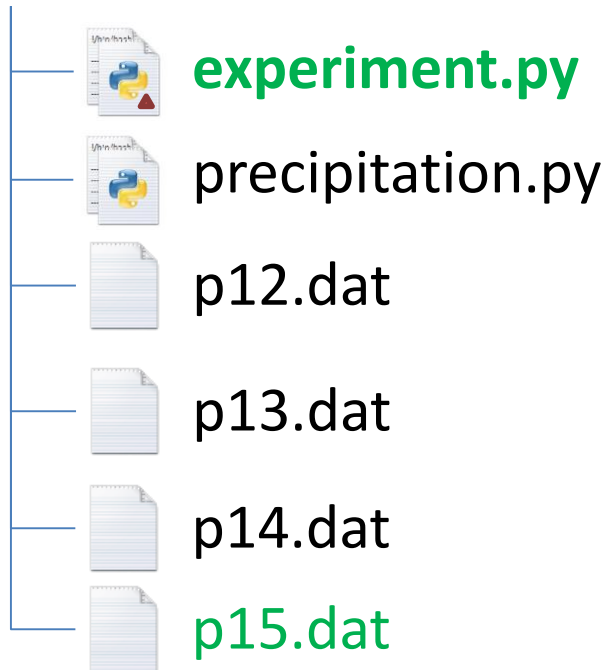 experiment.py
precipitation.py
p12.dat
p13.dat
p14.dat
p15.dat